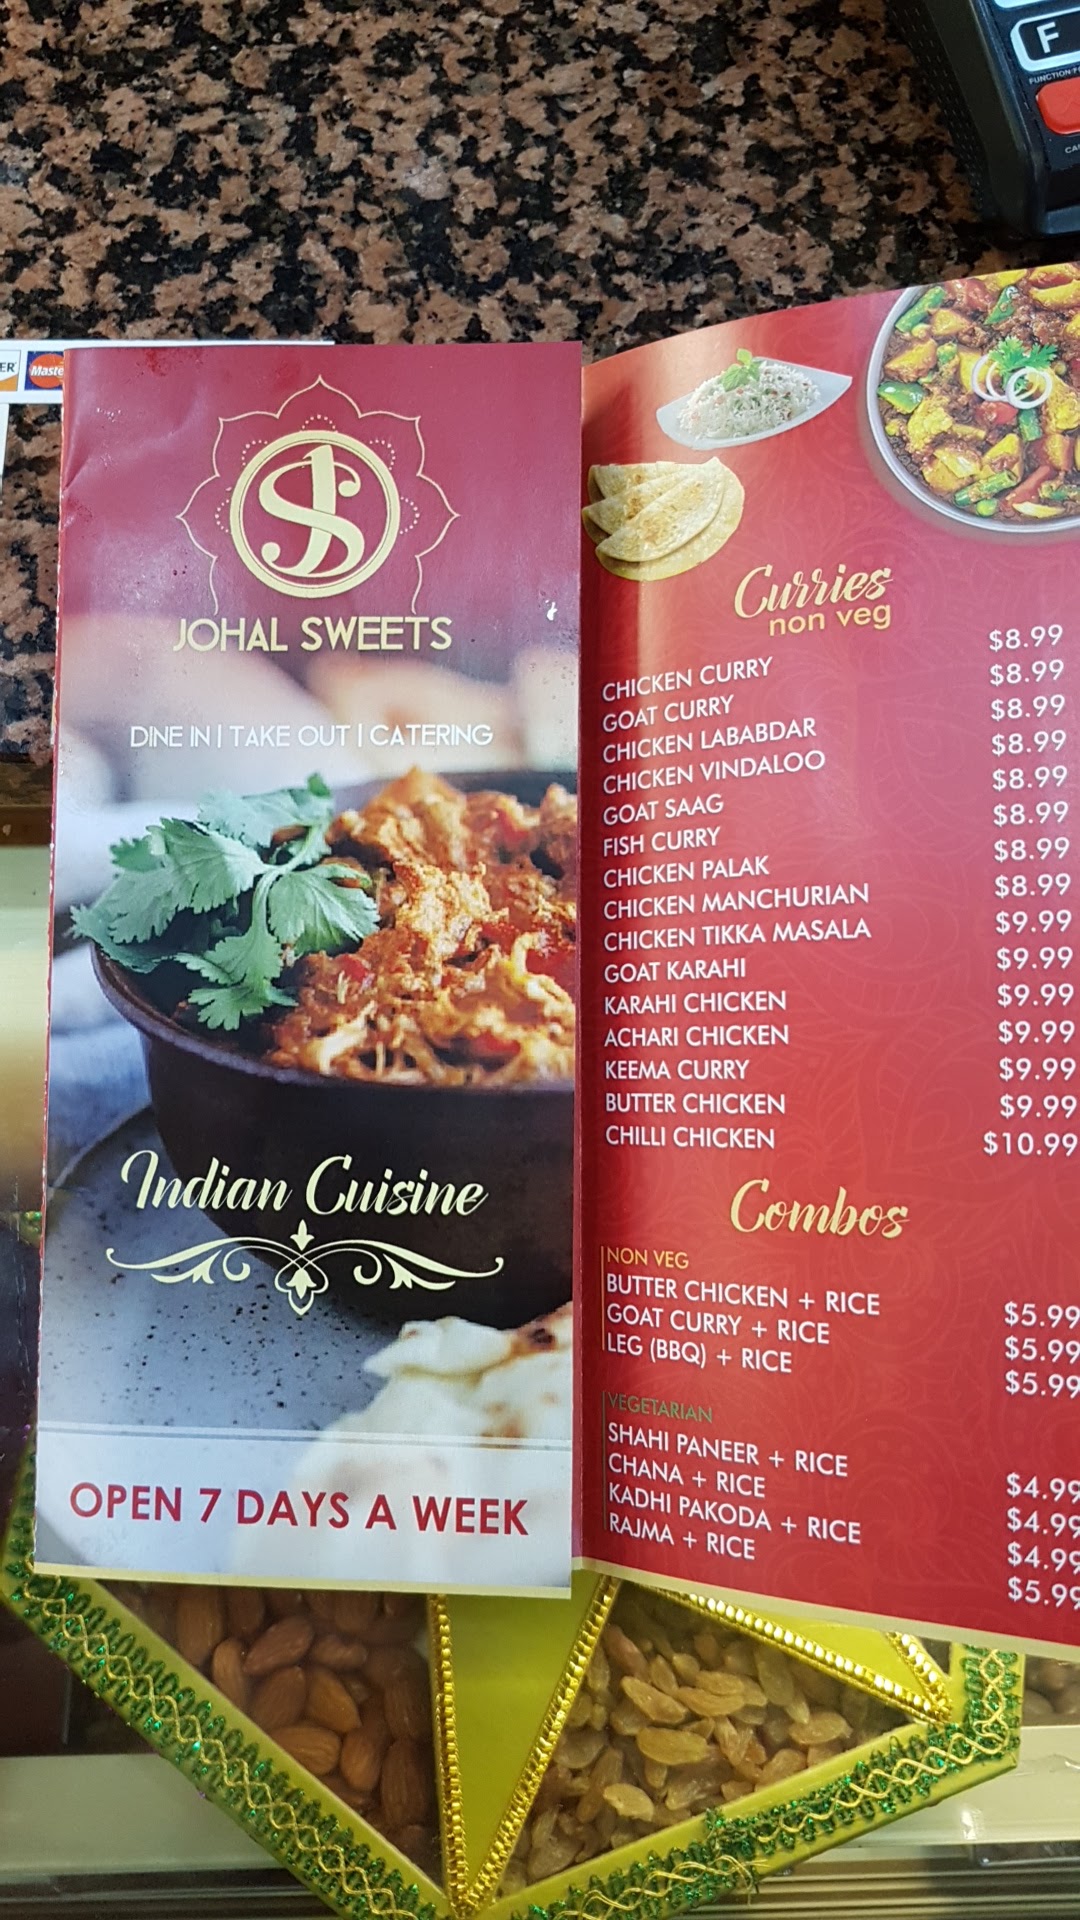 F
FUNCTION
ER
Maste
JS
JOHAL SWEETS
DINE IN | TAKE OUT | CATERING
Indian Cuisine
OPEN 7 DAYS A WEEK
Curries
non veg
CHICKEN CURRY $8.99
GOAT CURRY $8.99
CHICKEN LABABDAR $8.99
CHICKEN VINDALOO $8.99
GOAT SAAG $8.99
FISH CURRY $8.99
CHICKEN PALAK $8.99
CHICKEN MANCHURIAN $8.99
CHICKEN TIKKA MASALA $9.99
GOAT KARAHI $9.99
KARAHI CHICKEN $9.99
ACHARI CHICKEN $9.99
KEEMA CURRY $9.99
BUTTER CHICKEN $9.99
CHILLI CHICKEN $10.99
Combos
NON VEG
BUTTER CHICKEN + RICE $5.99
GOAT CURRY + RICE $5.99
LEG (BBQ) + RICE $5.99
VEGETARIAN
SHAHI PANEER + RICE $4.99
CHANA + RICE $4.99
KADHI PAKODA + RICE $4.99
RAJMA + RICE $5.99